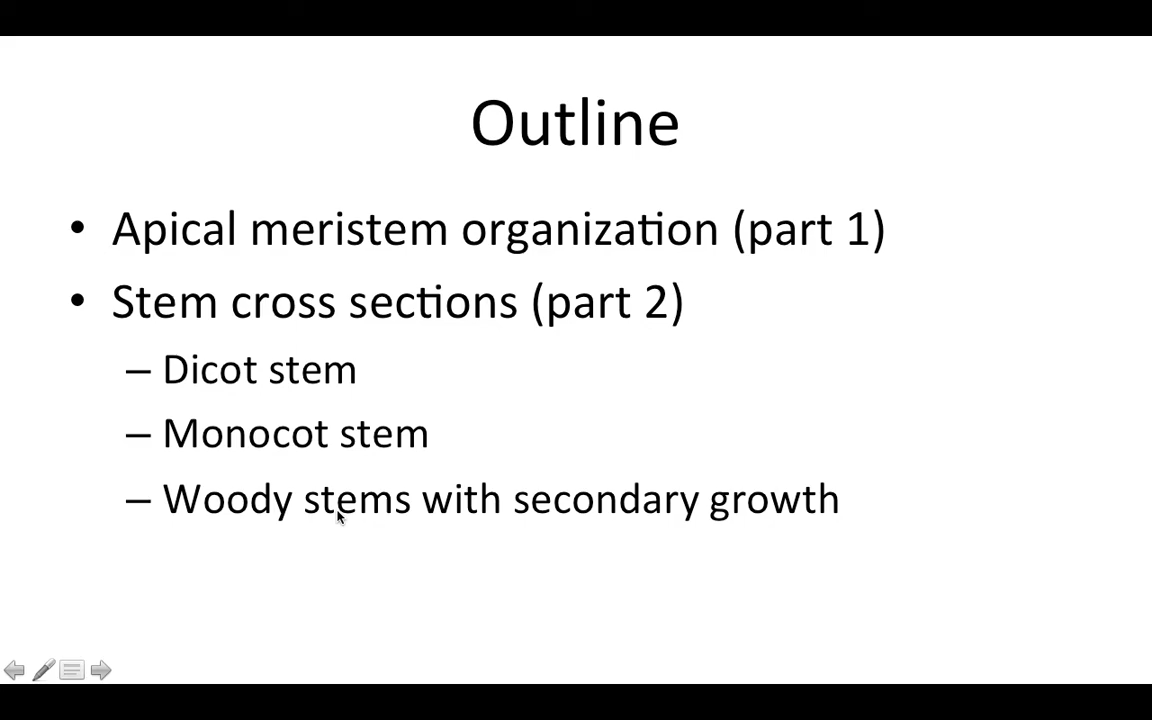 Outline
• Apical meristem organization (part 1)
• Stem cross sections (part 2)
– Dicot stem
– Monocot stem
– Woody stems with secondary growth